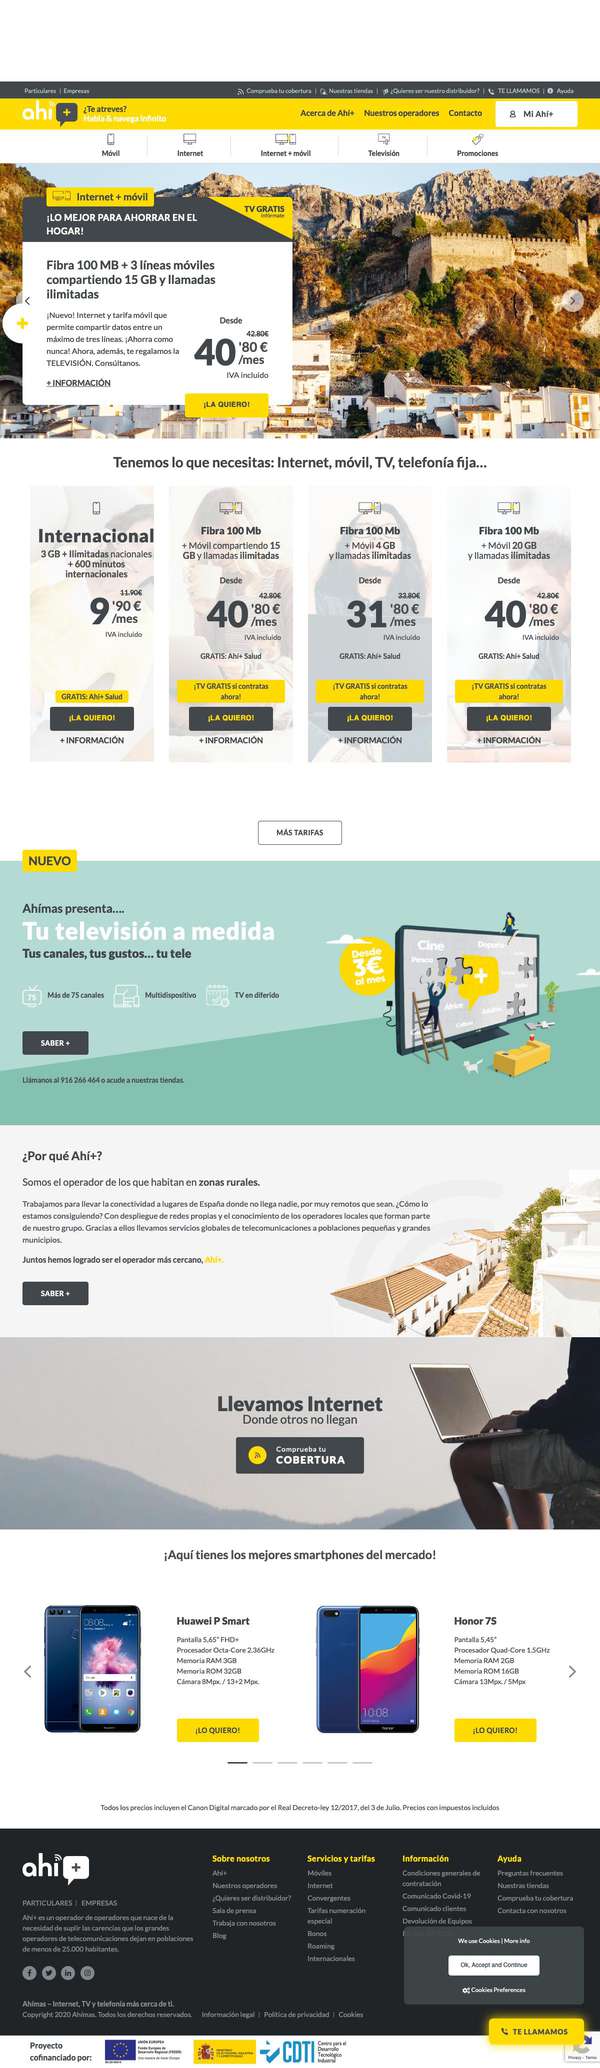 Particulares | Empresas
Comprueba tu cobertura | Nuestras tiendas | ¿Quieres ser nuestro distribuidor? | TE LLAMAMOS | Ayuda
ahí+
¿Te atreves?
Habla & navega infinito
Acerca de Ahí+ Nuestros operadores Contacto Mi Ahí+
Móvil Internet Internet + móvil Televisión Promociones
Internet + móvil
TV GRATIS
Infórmate
¡LO MEJOR PARA AHORRAR EN EL
HOGAR!
Fibra 100 MB + 3 líneas móviles
compartiendo 15 GB y llamadas
ilimitadas
¡Nuevo! Internet y tarifa móvil que
permite compartir datos entre un
máximo de tres líneas. ¡Ahorra como
nunca! Ahora, además, te regalamos la
TELEVISIÓN. Consúltanos.
+ INFORMACIÓN
Desde
42.80€
40'80 €
/mes
IVA incluido
¡LA QUIERO!
Tenemos lo que necesitas: Internet, móvil, TV, telefonía fija...
Internacional
3 GB + Ilimitadas nacionales
+ 600 minutos
internacionales
11.90€
9'90 €
/mes
IVA incluido
GRATIS: Ahí+ Salud
¡LA QUIERO!
+ INFORMACIÓN
Fibra 100 Mb
+ Móvil compartiendo 15
GB y llamadas ilimitadas
Desde
42.80€
40'80 €
/mes
IVA incluido
GRATIS: Ahí+ Salud
¡TV GRATIS si contratas
ahora!
¡LA QUIERO!
+ INFORMACIÓN
Fibra 100 Mb
+ Móvil 4 GB
y llamadas ilimitadas
Desde
33.80€
31'80 €
/mes
IVA incluido
GRATIS: Ahí+ Salud
¡TV GRATIS si contratas
ahora!
¡LA QUIERO!
+ INFORMACIÓN
Fibra 100 Mb
+ Móvil 20 GB
y llamadas ilimitadas
Desde
42.80€
40'80 €
/mes
IVA incluido
GRATIS: Ahí+ Salud
¡TV GRATIS si contratas
ahora!
¡LA QUIERO!
+ INFORMACIÓN
MÁS TARIFAS
NUEVO
Ahímas presenta....
Tu televisión a medida
Tus canales, tus gustos... tu tele
75 Más de 75 canales Multidispositivo TV en diferido
SABER +
Llámanos al 916 266 464 o acude a nuestras tiendas.
Desde
3€
al mes
Cine
¿Por qué Ahí+?
Somos el operador de los que habitan en zonas rurales.
Trabajamos para llevar la conectividad a lugares de España donde no llega nadie, por muy remotos que sean. ¿Cómo lo
estamos consiguiendo? Con despliegue de redes propias y el conocimiento de los operadores locales que forman parte
de nuestro grupo. Gracias a ellos llevamos servicios globales de telecomunicaciones a poblaciones pequeñas y grandes
municipios.
Juntos hemos logrado ser el operador más cercano, Ahí+.
SABER +
Llevamos Internet
Donde otros no llegan
Comprueba tu
COBERTURA
¡Aquí tienes los mejores smartphones del mercado!
Huawei P Smart
Pantalla 5,65" FHD+
Procesador Octa-Core 2.36GHz
Memoria RAM 3GB
Memoria ROM 32GB
Cámara 8Mpx. / 13+2 Mpx.
¡LO QUIERO!
Honor 7S
Pantalla 5,45"
Procesador Quad-Core 1.5GHz
Memoria RAM 2GB
Memoria ROM 16GB
Cámara 13Mpx. / 5Mpx
¡LO QUIERO!
Todos los precios incluyen el Canon Digital marcado por el Real Decreto-ley 12/2017, del 3 de Julio. Precios con impuestos incluidos
ahí+
PARTICULARES | EMPRESAS
Ahí+ es un operador de operadores que nace de la
necesidad de suplir las carencias que los grandes
operadores de telecomunicaciones dejan en poblaciones
de menos de 25.000 habitantes.
Sobre nosotros
Ahí+
Nuestros operadores
¿Quieres ser distribuidor?
Sala de prensa
Trabaja con nosotros
Blog
Servicios y tarifas
Móviles
Internet
Convergentes
Tarifas numeración
especial
Bonos
Roaming
Internacionales
Información
Condiciones generales de
contratación
Comunicado Covid-19
Comunicado clientes
Devolución de Equipos
Ayuda
Preguntas frecuentes
Nuestras tiendas
Comprueba tu cobertura
Contacta con nosotros
We use Cookies | More info
Ok, Accept and Continue
Cookies Preferences
Ahímas – Internet, TV y telefonía más cerca de ti.
Copyright 2020 Ahímas. Todos los derechos reservados. Información legal | Política de privacidad | Cookies
TE LLAMAMOS
Proyecto
cofinanciado por:
UNIÓN EUROPEA
CDTI
Centro para el
Desarrollo
Tecnológico
Industrial
Privacy - Terms